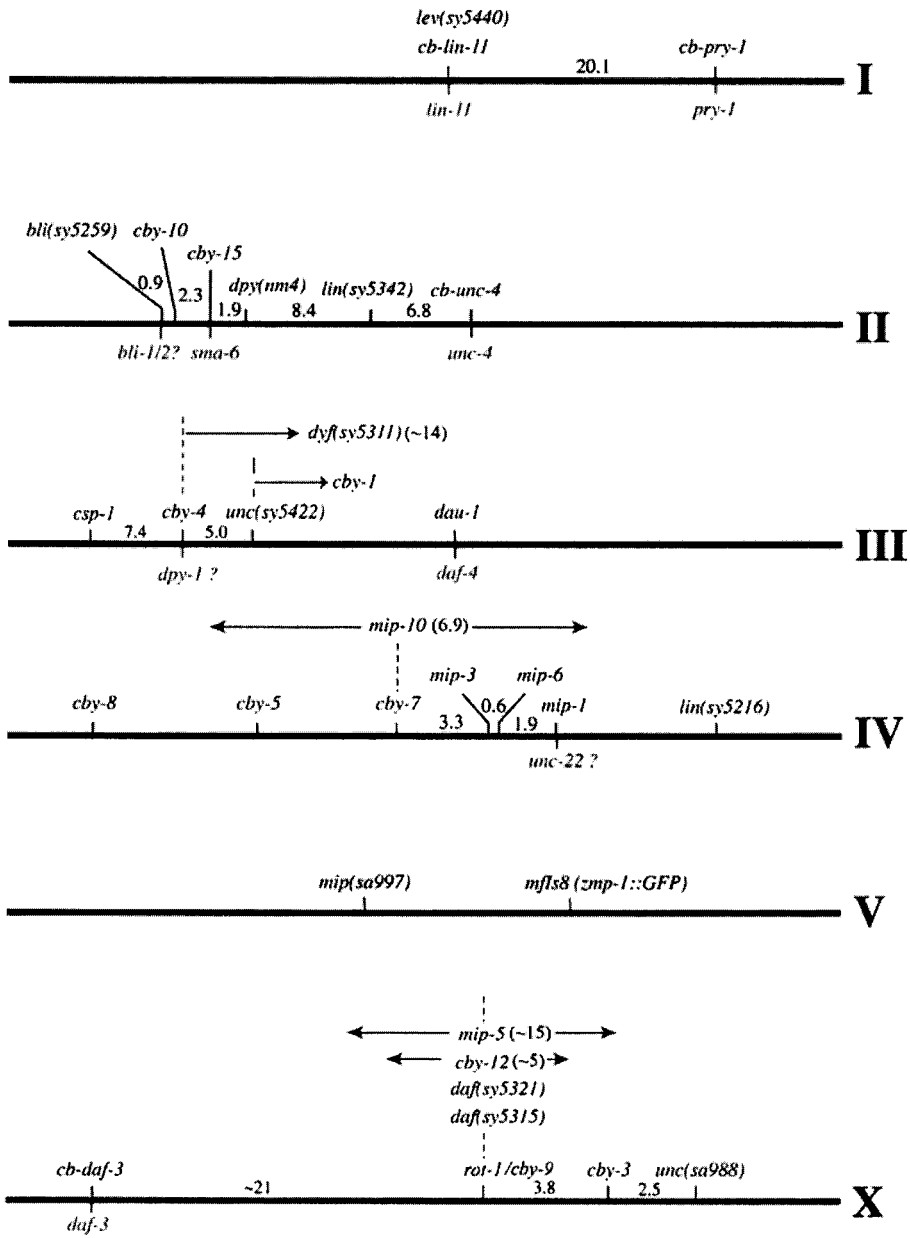 lev(sy5440)
cb-lin-11 cb-pry-1
20.1
I
lin-11 pry-1
bli(sy5259) cby-10
cby-15
0.9 2.3 dpy(nm4) lin(sy5342) cb-unc-4
1.9 8.4 6.8
II
bli-1/2? sma-6 unc-4
dyf(sy5311) (~14)
cby-1
csp-1 cby-4 unc(sy5422) dau-1
7.4 5.0
III
dpy-1 ? daf-4
mip-10 (6.9)
mip-3 mip-6
cby-8 cby-5 cby-7 0.6 mip-1 lin(sy5216)
3.3 1.9
IV
unc-22 ?
mip(sa997) mfIs8 (zmp-1::GFP)
V
mip-5 (~15)
cby-12 (~5)
daf(sy5321)
daf(sy5315)
cb-daf-3 rot-1/cby-9 cby-3 unc(sa988)
~21 3.8 2.5
X
daf-3